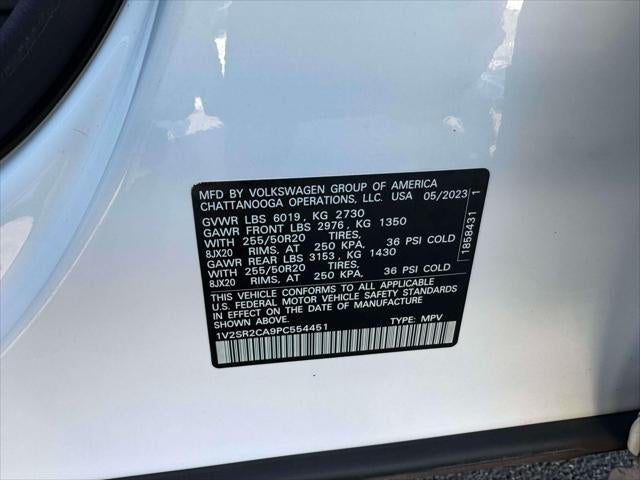 MFD BY VOLKSWAGEN GROUP OF AMERICA
CHATTANOOGA OPERATIONS, LLC. USA 05/2023
GVWR LBS 6019, KG 2730
GAWR FRONT LBS 2976, KG 1350
WITH 255/50R20 TIRES,
8JX20 RIMS, AT 250 KPA, 36 PSI COLD
GAWR REAR LBS 3153, KG 1430
WITH 255/50R20 TIRES,
8JX20 RIMS, AT 250 KPA, 36 PSI COLD
THIS VEHICLE CONFORMS TO ALL APPLICABLE
U.S. FEDERAL MOTOR VEHICLE SAFETY STANDARDS
IN EFFECT ON THE DATE OF MANUFACTURE
SHOWN ABOVE
1V2SR2CA9PC554451 TYPE: MPV
1858431 1